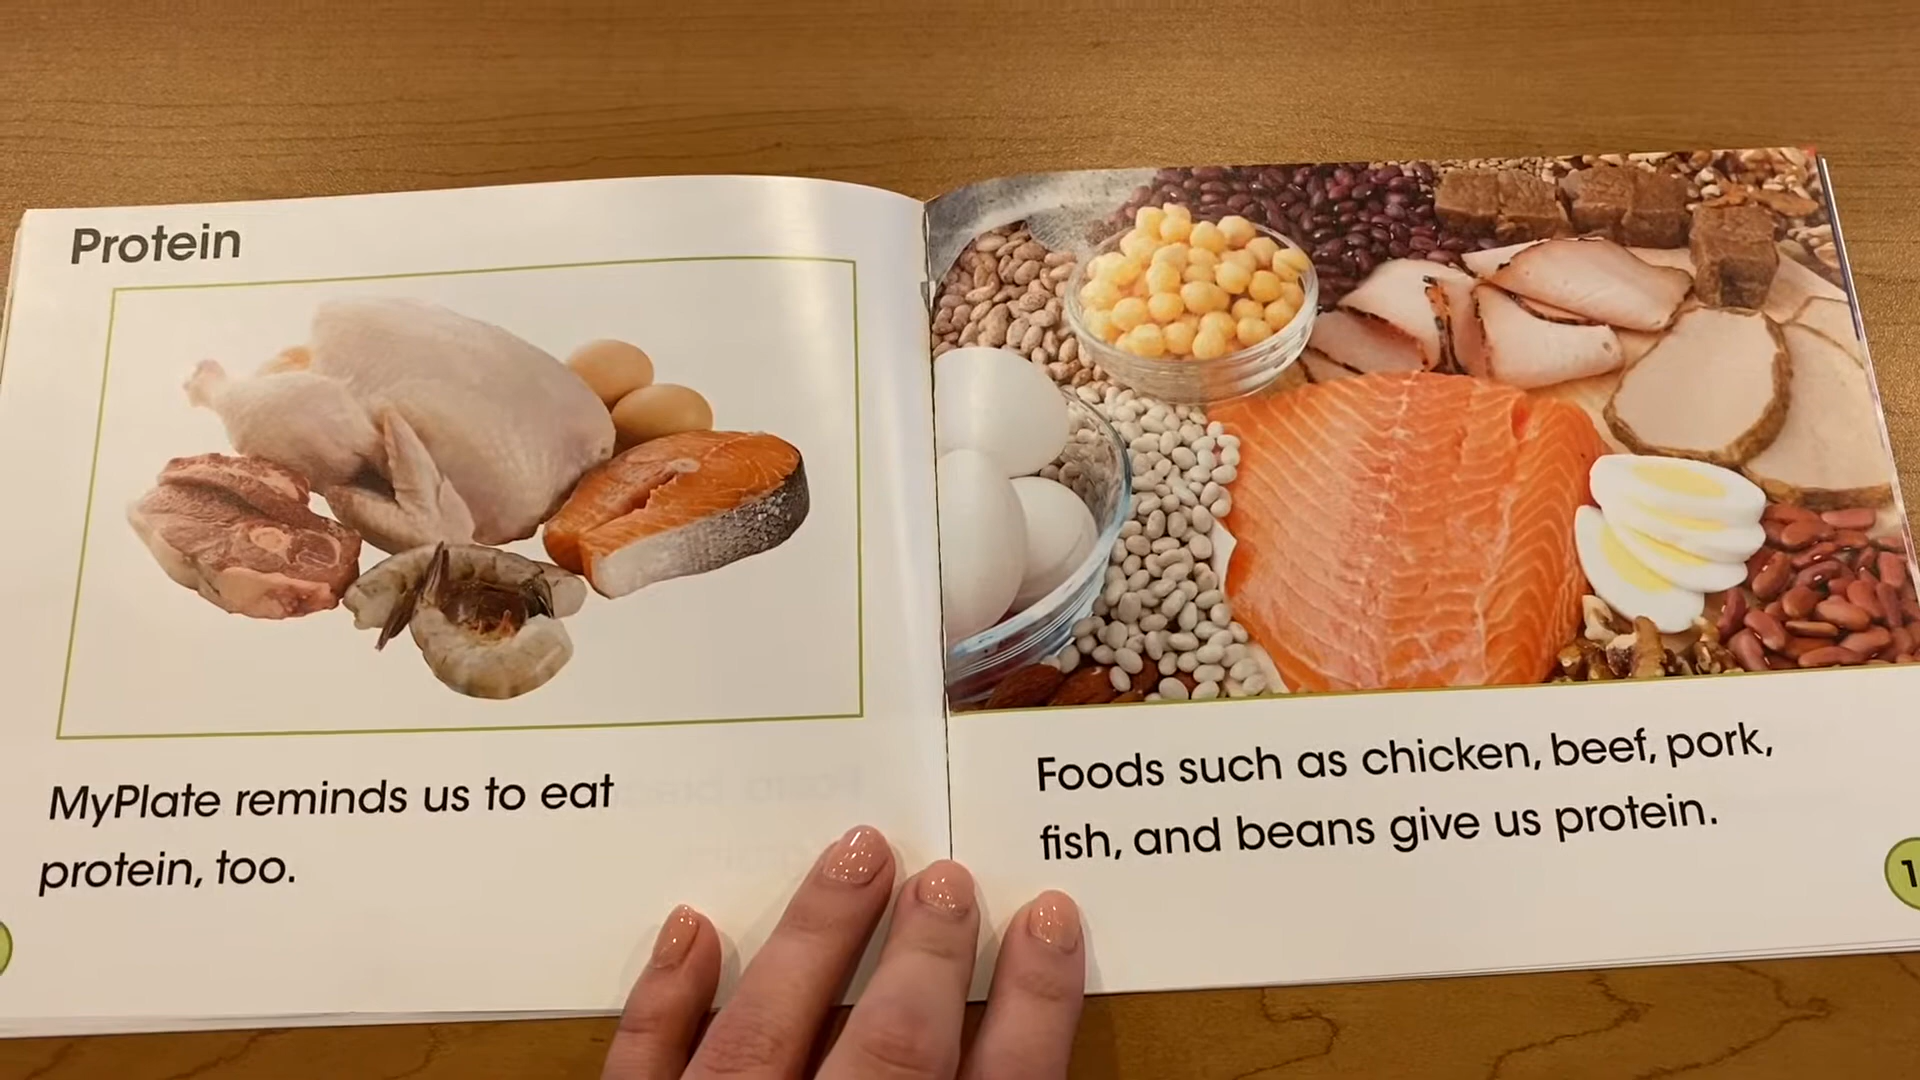 Protein
MyPlate reminds us to eat
protein, too.
Foods such as chicken, beef, pork,
fish, and beans give us protein.